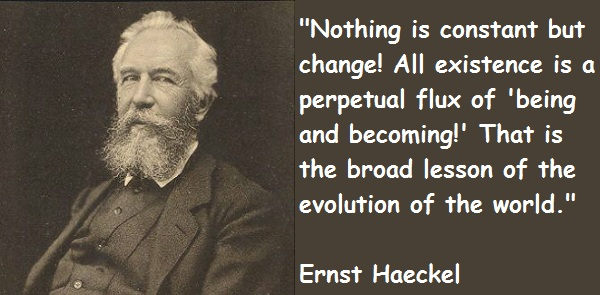 "Nothing is constant but
change! All existence is a
perpetual flux of 'being
and becoming!' That is
the broad lesson of the
evolution of the world."
Ernst Haeckel